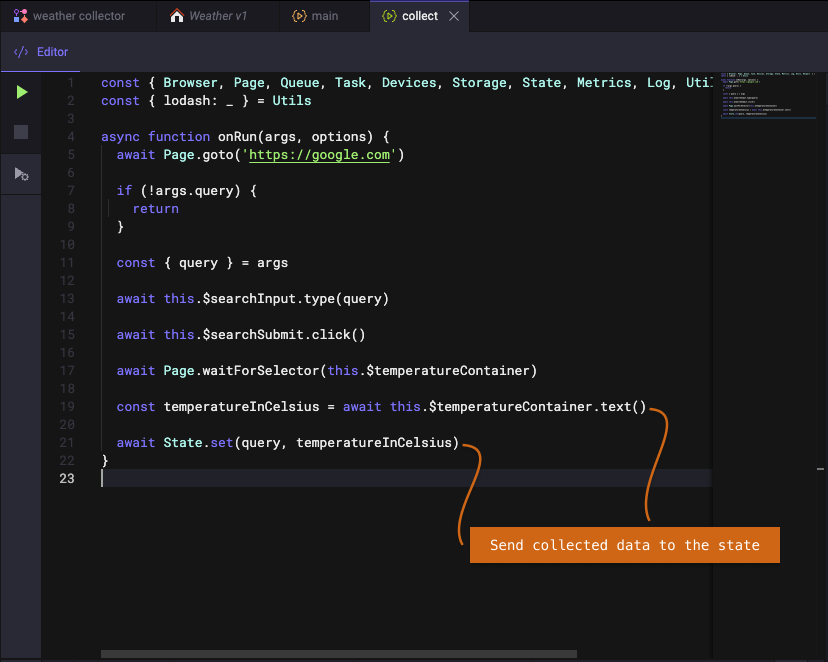 weather collector
Weather v1
main
collect
</> Editor
1 const { Browser, Page, Queue, Task, Devices, Storage, State, Metrics, Log, Util
2 const { lodash: _ } = Utils
3
4 async function onRun(args, options) {
5 await Page.goto('https://google.com')
6
7 if (!args.query) {
8 return
9 }
10
11 const { query } = args
12
13 await this.$searchInput.type(query)
14
15 await this.$searchSubmit.click()
16
17 await Page.waitForSelector(this.$temperatureContainer)
18
19 const temperatureInCelsius = await this.$temperatureContainer.text()
20
21 await State.set(query, temperatureInCelsius)
22 }
23
Send collected data to the state